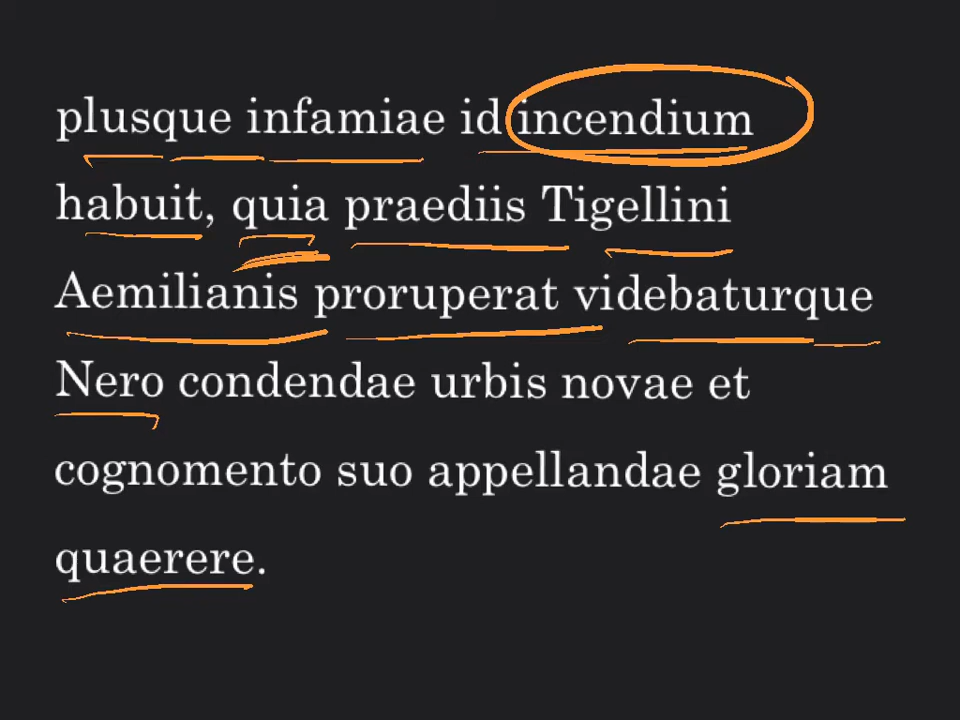 plusque infamiae id incendium
habuit, quia praediis Tigellini
Aemilianis proruperat videbaturque
Nero condendae urbis novae et
cognomento suo appellandae gloriam
quaerere.